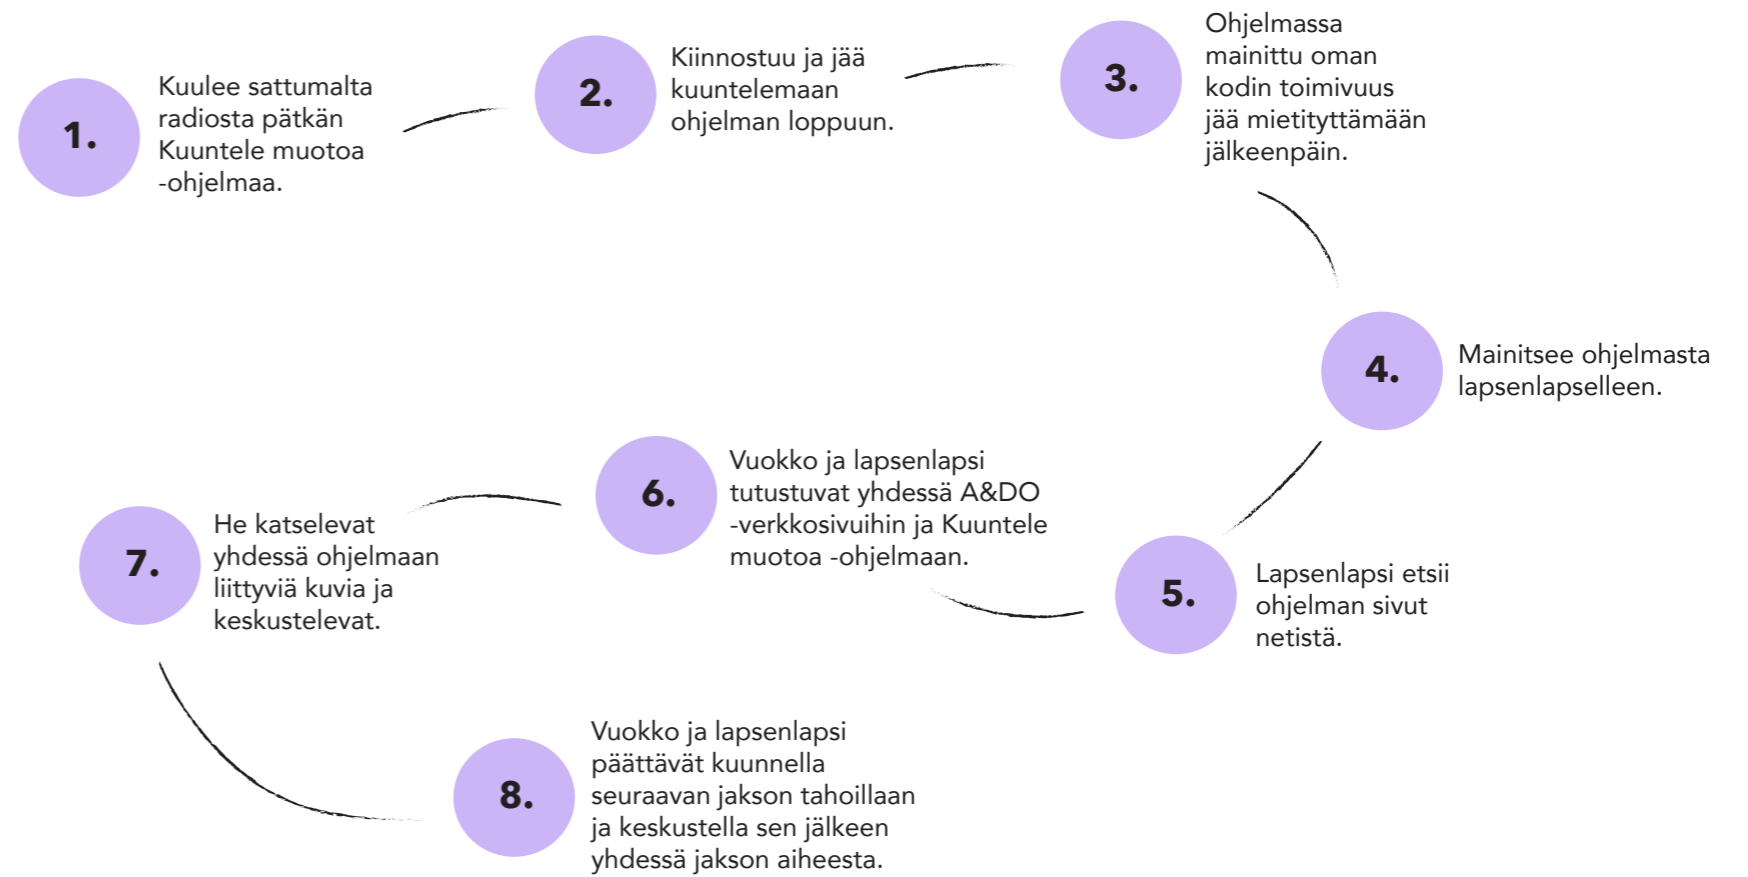 1.
Kuulee sattumalta
radiosta pätkän
Kuuntele muotoa
-ohjelmaa.
2.
Kiinnostuu ja jää
kuuntelemaan
ohjelman loppuun.
3.
Ohjelmassa
mainittu oman
kodin toimivuus
jää mietityttämään
jälkeenpäin.
4.
Mainitsee ohjelmasta
lapsenlapselleen.
5.
Lapsenlapsi etsii
ohjelman sivut
netistä.
6.
Vuokko ja lapsenlapsi
tutustuvat yhdessä A&DO
-verkkosivuihin ja Kuuntele
muotoa -ohjelmaan.
7.
He katselevat
yhdessä ohjelmaan
liittyviä kuvia ja
keskustelevat.
8.
Vuokko ja lapsenlapsi
päättävät kuunnella
seuraavan jakson tahoillaan
ja keskustella sen jälkeen
yhdessä jakson aiheesta.